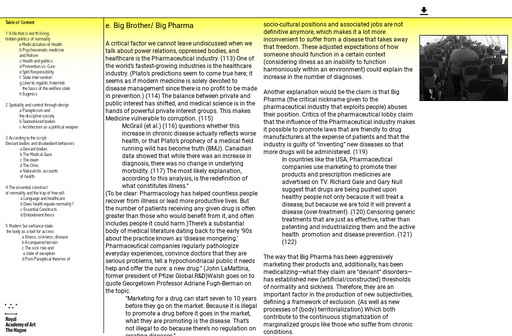 Table of Content
1 A life that is worth living:
hidden politics of normality
a Medicalization of Health
b Psychosomatic medicine
and Fatism
c Health and politics
d Prevention vs. Cure
e Split Responsibility
f State intervention
g Liberté, égalité, fraternité
the basis of the welfare state
h Eugenics
2 Spatiality and control through design
a Panopticism and
the discipline society
b Bodies and space
c Architecture as a political weapon
3 According to the script:
Deviant bodies and disobedient behaviors
a Deviant bodies
b The Medical Gaze
c The exam
d The Clinic
e Naturalistic accounts
of health
4 The essentialist construct
of normality and the trap of free will
a Language and healthcare
b Does health equate normality?
c Essentialist Constructs
d Embodiment thesis
5 Modern Surveillance state:
the body as a tool for access
a Illness, sickness, disease
b A conquered terrain
c The sick role and
a state of exception
d Post-Panoptical theories of
Royal
Academy of Art
The Hague
e. Big Brother/ Big Pharma
A critical factor we cannot leave undiscussed when we
talk about power relations, oppressed bodies, and
healthcare is the Pharmaceutical industry. (113) One of
the world's fastest-growing industries is the healthcare
industry. (Plato's predictions seem to come true here; it
seems as if modern medicine is solely devoted to
disease management since there is no profit to be made
in prevention.) (114) The balance between private and
public interest has shifted, and medical science is in the
hands of powerful private interest groups. This makes
Medicine vulnerable to corruption. (115)
McGrail (et al.) (116) questions whether this
increase in chronic disease actually reflects worse
health, or that Plato's prophecy of a medical field
running wild has become truth (BMJ). Canadian
data showed that while there was an increase in
diagnosis, there was no change in underlying
morbidity. (117) The most likely explanation,
according to this analysis, is the redefinition of
what constitutes illness."
(To be clear: Pharmacology has helped countless people
recover from illness or lead more productive lives. But
the number of patients receiving any given drug is often
greater than those who would benefit from it, and often
includes people it could harm.)There's a substantial
body of medical literature dating back to the early '90s
about the practice known as 'disease mongering.'
Pharmaceutical companies regularly pathologize
everyday experiences, convince doctors that they are
serious problems, tell a hypochondriacal public it needs
help and offer the cure: a new drug." (John LaMattina,
former president of Pfizer Global R&D)Walsh goes on to
quote Georgetown Professor Adriane Fugh-Berman on
the topic.
"Marketing for a drug can start seven to 10 years
before they go on the market. Because it is illegal
to promote a drug before it goes in the market,
what they are promoting is the disease. That's
not illegal to do because there's no regulation on
socio-cultural positions and associated jobs are not
definitive anymore, which makes it a lot more
inconvenient to suffer from a disease that takes away
that freedom. These adjusted expectations of how
someone should function in a certain context
(considering illness as an inability to function
harmoniously within an environment) could explain the
increase in the number of diagnoses.
Another explanation would be the claim is that Big
Pharma (the critical nickname given to the
pharmaceutical industry that exploits people) abuses
their position. Critics of the pharmaceutical lobby claim
that the influence of the Pharmaceutical industry makes
it possible to promote laws that are friendly to drug
manufacturers at the expense of patients and that the
industry is guilty of "inventing" new diseases so that
more drugs will be administered. (119)
In countries like the USA, Pharmaceutical
companies use marketing to promote their
products and prescription medicines are
advertised on TV. Richard Gale and Gary Null
suggest that drugs are being pushed upon
healthy people not only because it will treat a
disease, but because we are told it will prevent a
disease (over-treatment). (120) Censoring generic
treatments that are just as effective, rather than
patenting and industrializing them and the active
health promotion and disease prevention. (121)
(122)
The way that Big Pharma has been aggressively
marketing their products and, additionally, has been
medicalizing—what they claim are "deviant" disorders—
has established new (artificially/constructed) thresholds
of normality and sickness. Therefore, they are an
important factor in the production of new subjectivities,
defining a framework of exclusion. (As well as new
processes of (body) territorialization) Which both
contribute to the continuous stigmatization of
marginalized groups like those who suffer from chronic
conditions.